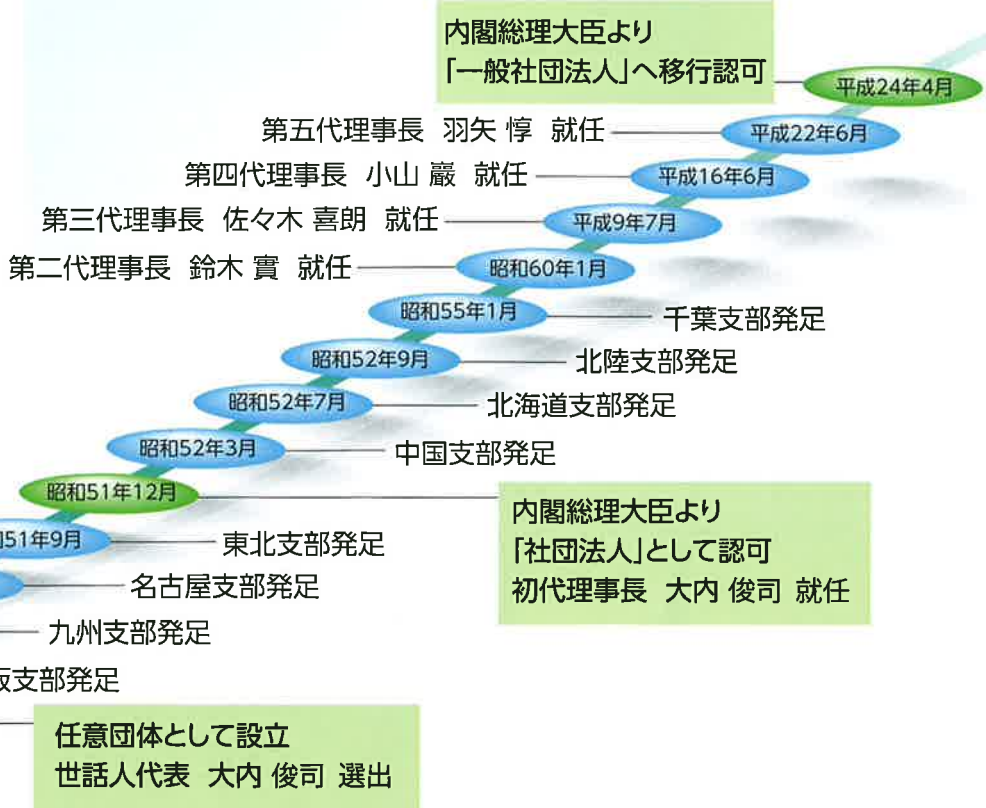 内閣総理大臣より
「一般社団法人」へ移行認可
平成24年4月
第五代理事長 羽矢 惇 就任
平成22年6月
第四代理事長 小山 巖 就任
平成16年6月
第三代理事長 佐々木 喜朗 就任
平成9年7月
第二代理事長 鈴木 實 就任
昭和60年1月
昭和55年1月
千葉支部発足
昭和52年9月
北陸支部発足
昭和52年7月
北海道支部発足
昭和52年3月
中国支部発足
昭和51年12月
内閣総理大臣より
「社団法人」として認可
初代理事長 大内 俊司 就任
51年9月
東北支部発足
名古屋支部発足
九州支部発足
支部発足
任意団体として設立
世話人代表 大内 俊司 選出